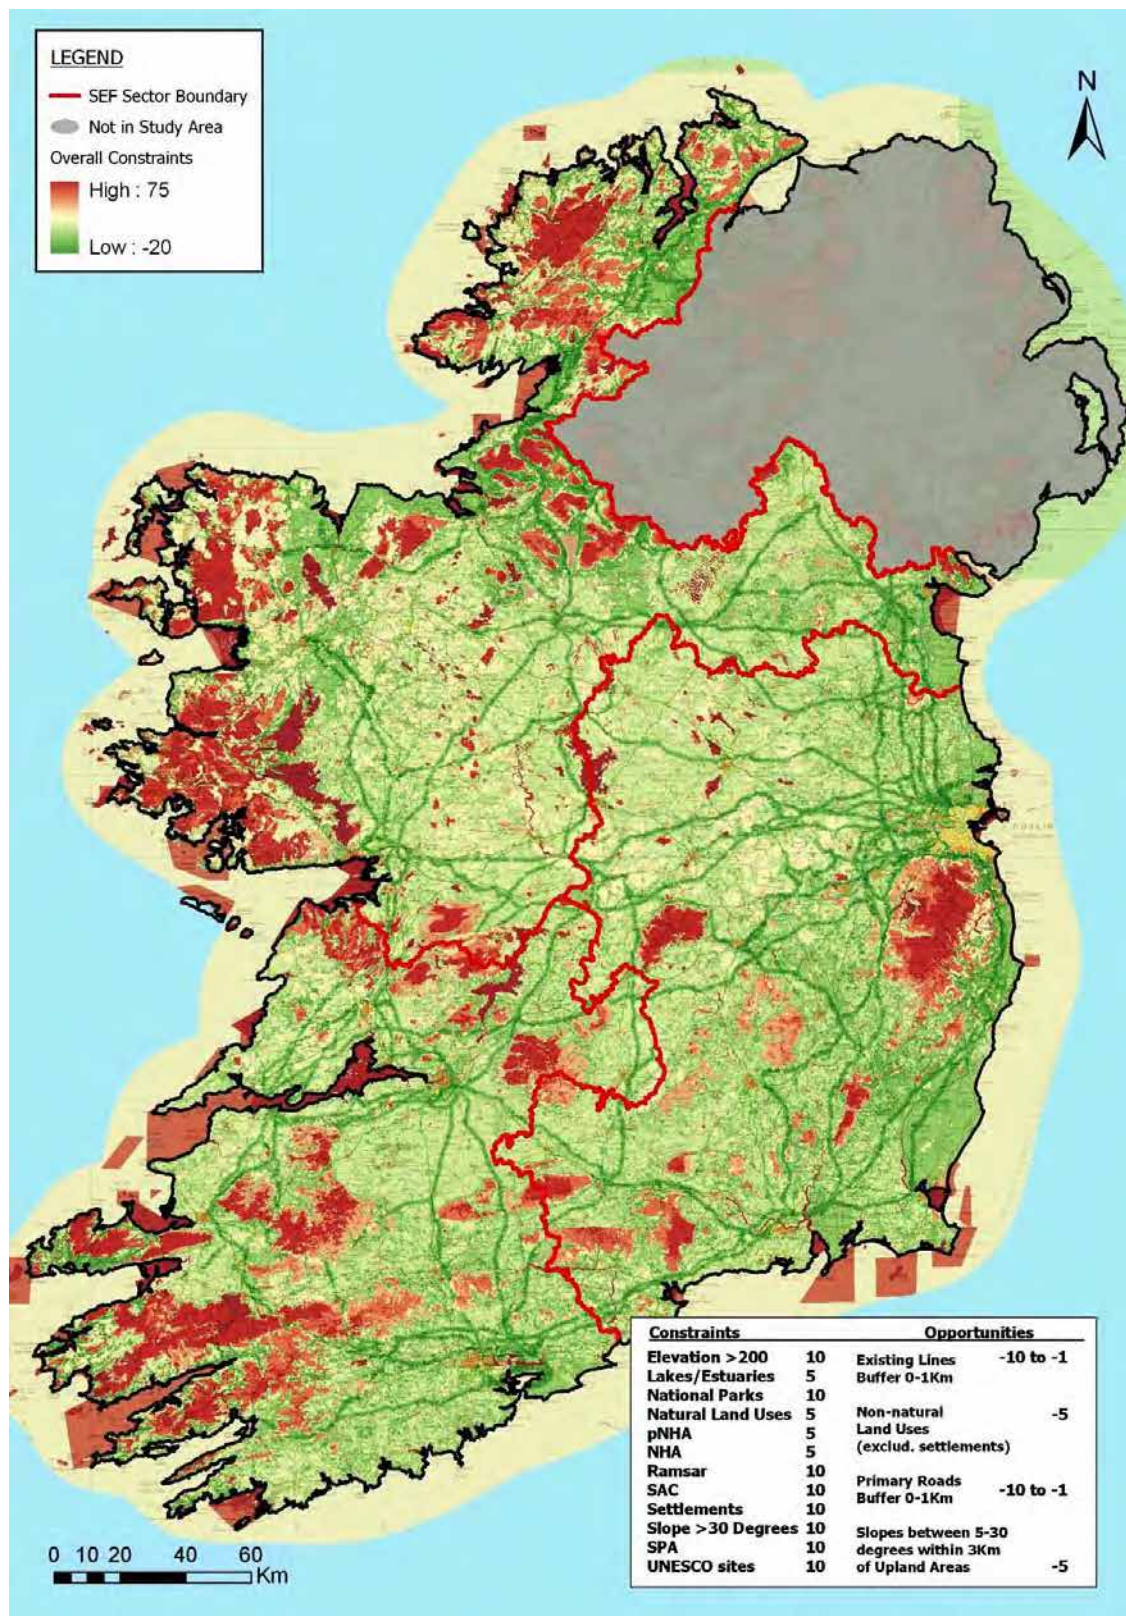 LEGEND
SEF Sector Boundary
Not in Study Area
Overall Constraints
High : 75
Low : -20
N
DUBLIN
Constraints Opportunities
Elevation >200 10 Existing Lines -10 to -1
Lakes/Estuaries 5 Buffer 0-1Km
National Parks 10
Natural Land Uses 5 Non-natural -5
pNHA 5 Land Uses
NHA 5 (exclud. settlements)
Ramsar 10
SAC 10 Primary Roads -10 to -1
Settlements 10 Buffer 0-1Km
Slope >30 Degrees 10 Slopes between 5-30
SPA 10 degrees within 3Km
UNESCO sites 10 of Upland Areas -5
0 10 20 40 60
Km